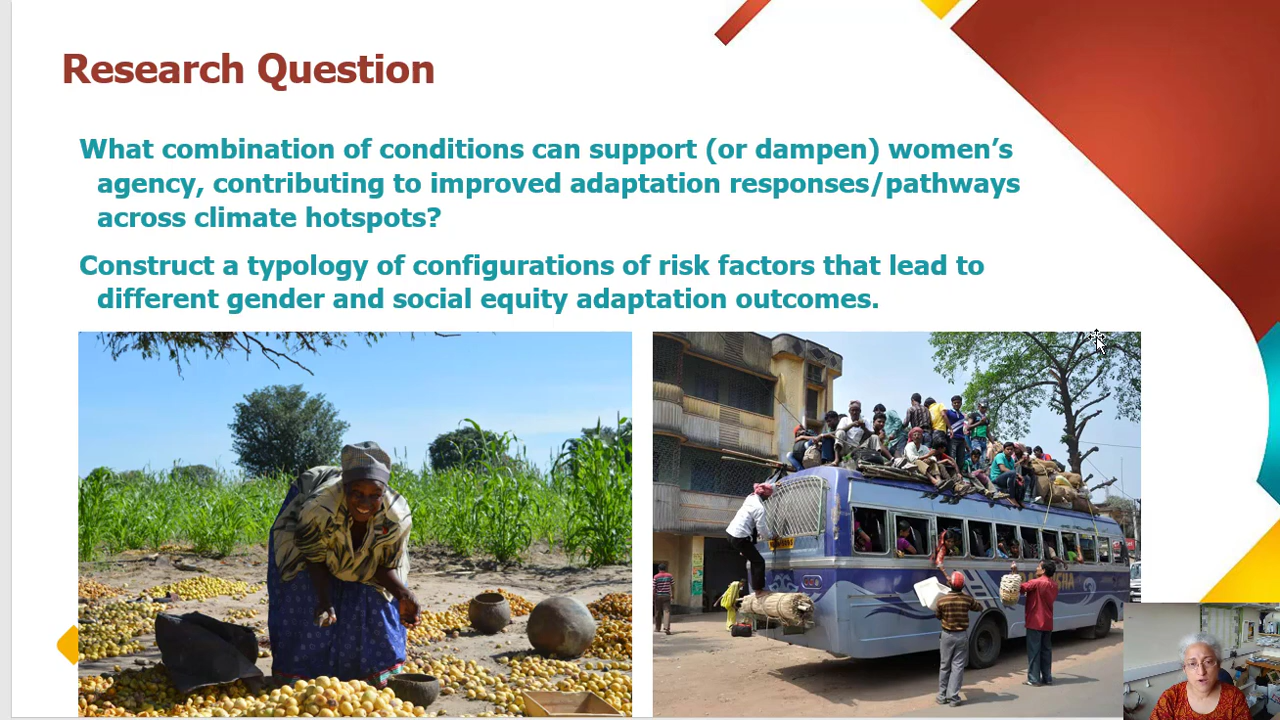 Research Question
What combination of conditions can support (or dampen) women’s
agency, contributing to improved adaptation responses/pathways
across climate hotspots?
Construct a typology of configurations of risk factors that lead to
different gender and social equity adaptation outcomes.